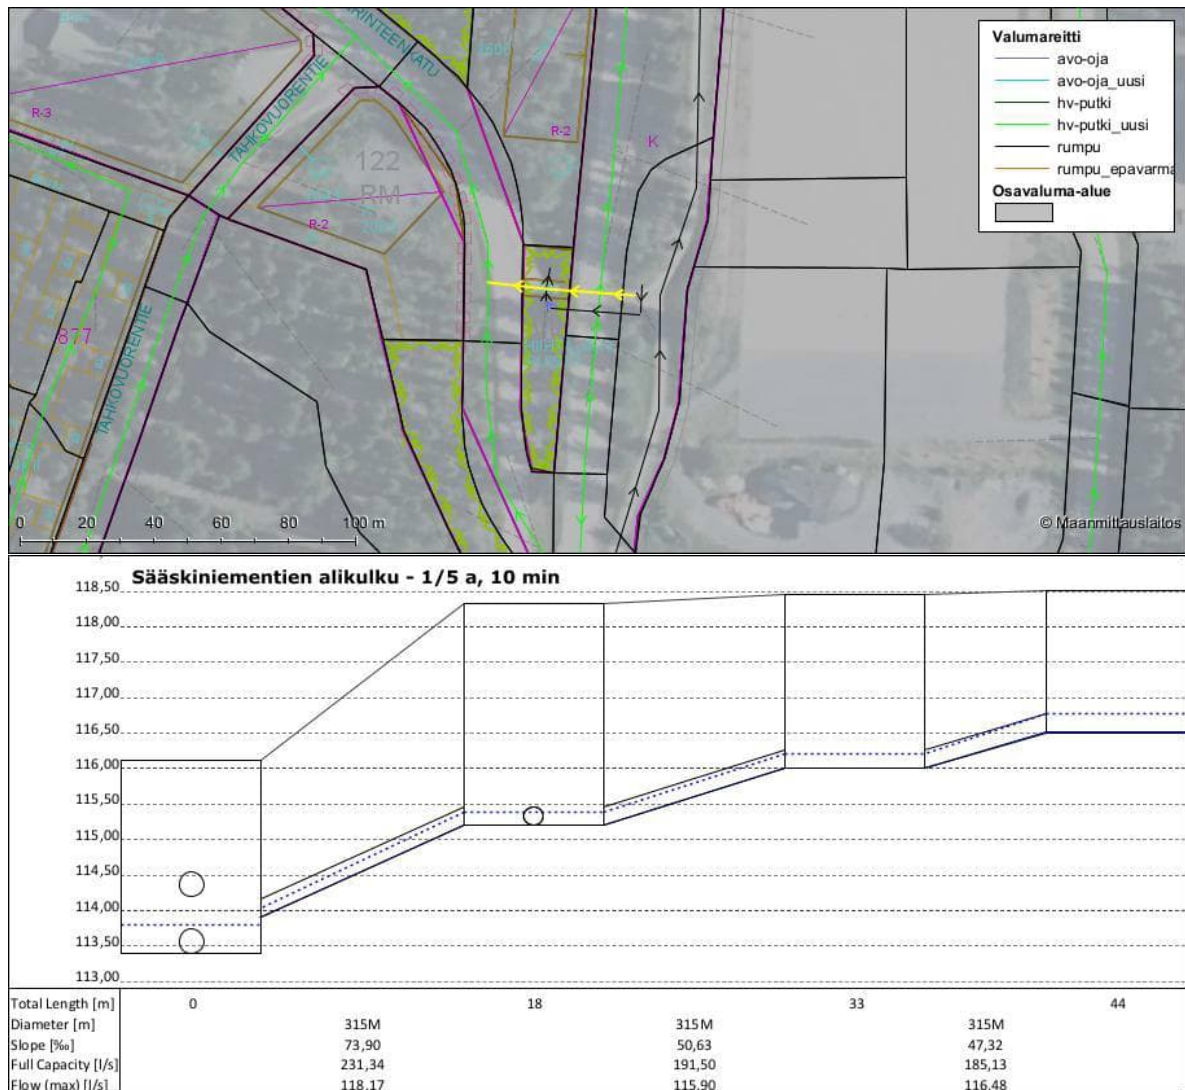 Valumareitti
avo-oja
avo-oja_uusi
hv-putki
hv-putki_uusi
rumpu
rumpu_epavarma
Osavaluma-alue
TAHKOVUORENTIE
R-3
R-2
K
122
RM
R-2
877
TAHKOVUORENTIE
0 20 40 60 80 100 m
© Maanmittauslaitos
Sääskiniementien alikulku - 1/5 a, 10 min
118,50
118,00
117,50
117,00
116,50
116,00
115,50
115,00
114,50
114,00
113,50
113,00
Total Length [m] 0 18 33 44
Diameter [m] 315M 315M 315M
Slope [‰] 73,90 50,63 47,32
Full Capacity [l/s] 231,34 191,50 185,13
Flow (max) [l/s] 118,17 115,90 116,48